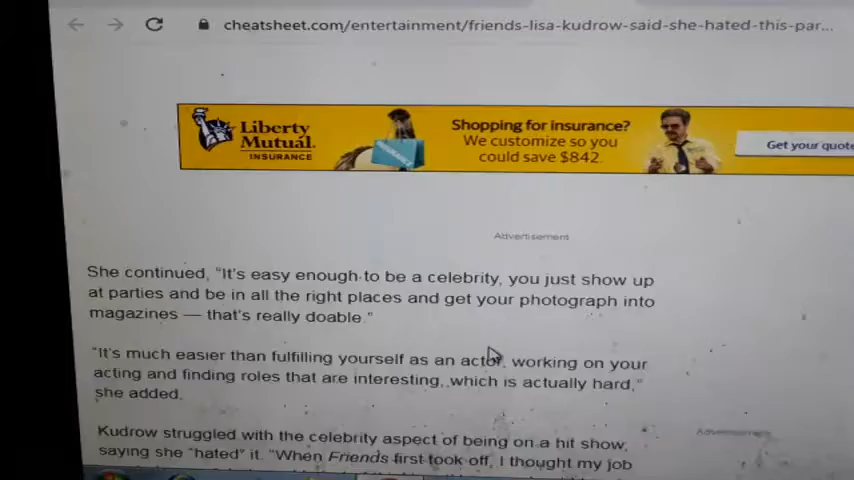 cheatsheet.com/entertainment/friends-lisa-kudrow-said-she-hated-this-par...
Liberty
Mutual.
INSURANCE
Shopping for insurance?
We customize so you
could save $842.
Get your quote
Advertisement
She continued, “It's easy enough to be a celebrity, you just show up
at parties and be in all the right places and get your photograph into
magazines — that's really doable.”
“It's much easier than fulfilling yourself as an actor, working on your
acting and finding roles that are interesting, which is actually hard,”
she added.
Advertisement
Kudrow struggled with the celebrity aspect of being on a hit show,
saying she “hated” it. “When Friends first took off, I thought my job